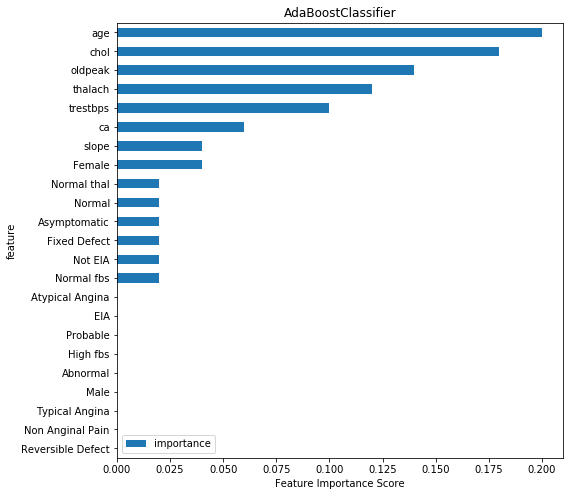 AdaBoostClassifier
feature
age
chol
oldpeak
thalach
trestbps
ca
slope
Female
Normal thal
Normal
Asymptomatic
Fixed Defect
Not EIA
Normal fbs
Atypical Angina
EIA
Probable
High fbs
Abnormal
Male
Typical Angina
Non Anginal Pain
Reversible Defect
importance
0.000 0.025 0.050 0.075 0.100 0.125 0.150 0.175 0.200
Feature Importance Score